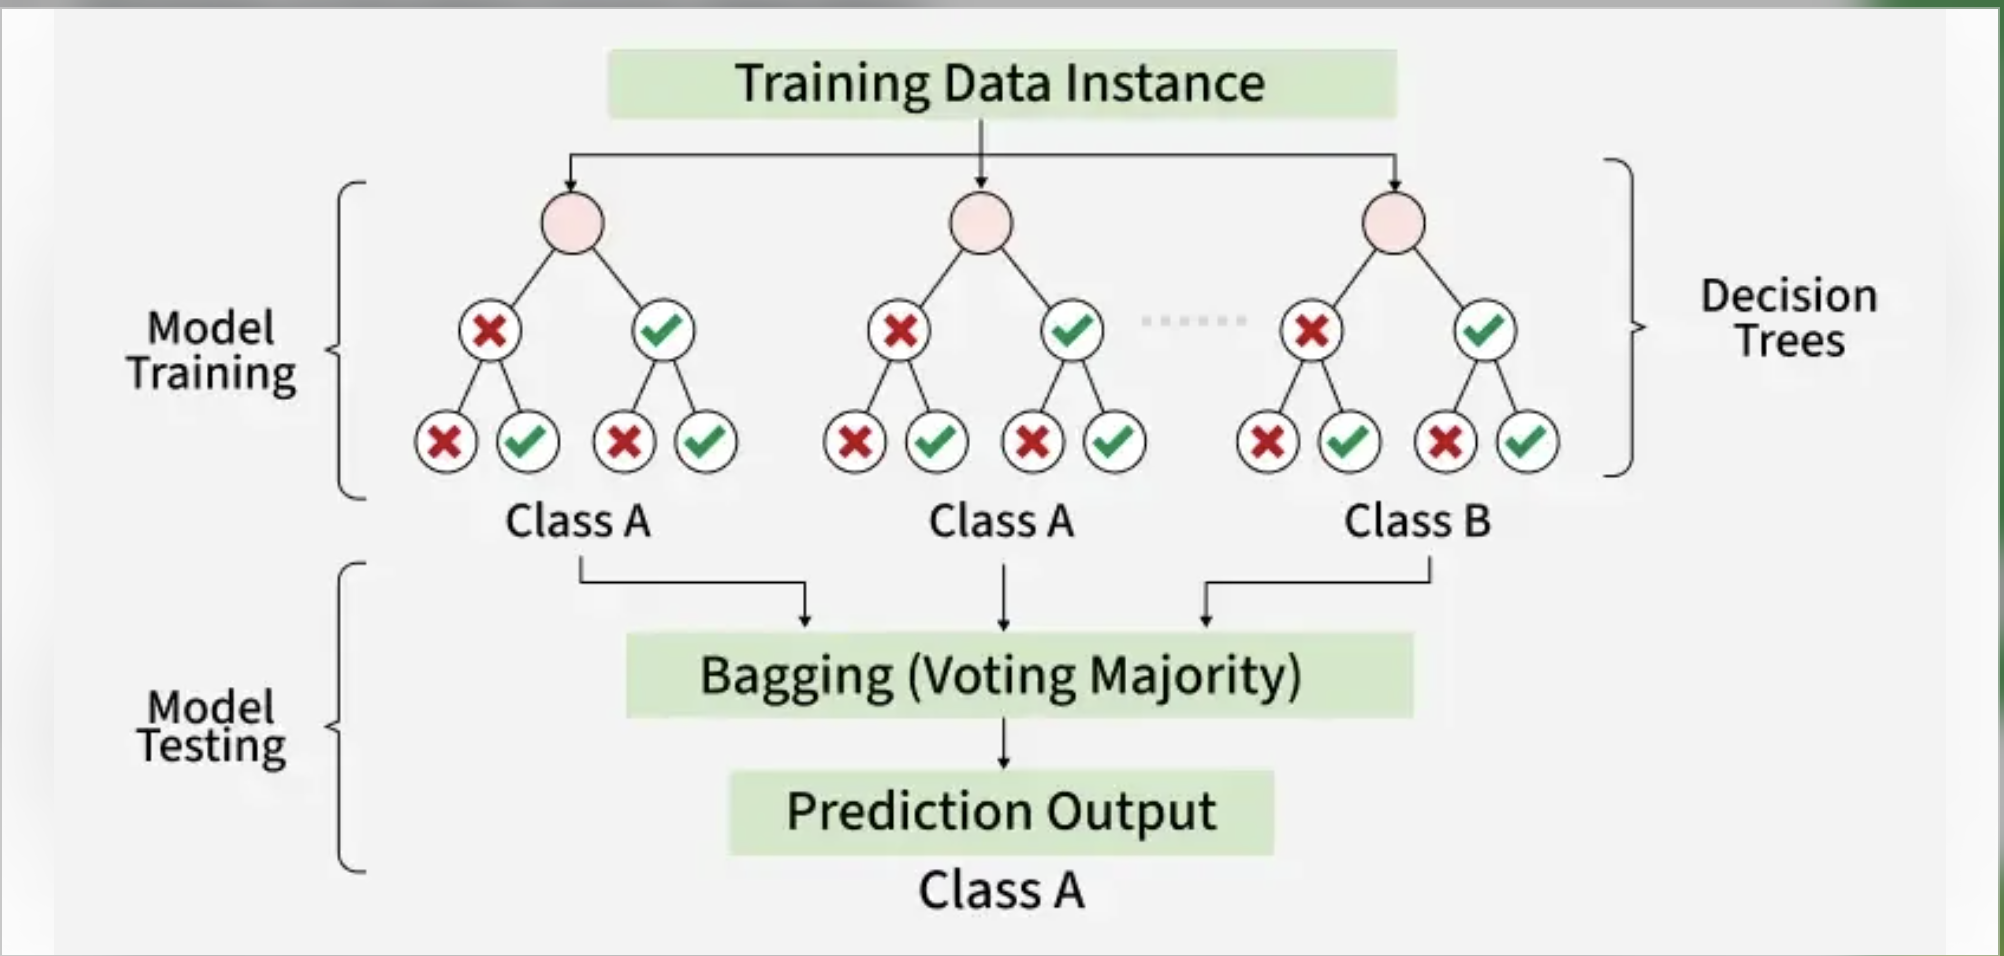 Training Data Instance
Model
Training
Decision
Trees
Class A
Class A
Class B
Model
Testing
Bagging (Voting Majority)
Prediction Output
Class A